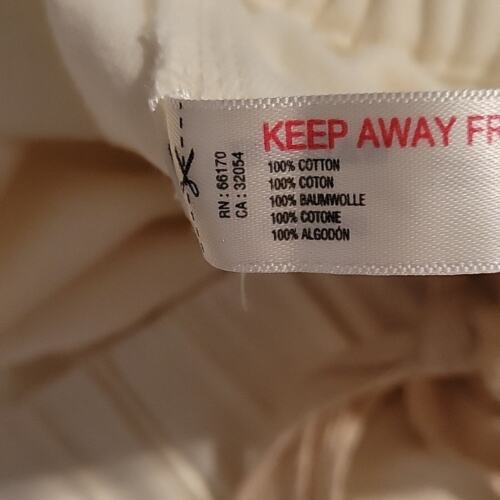 RN: 66170
CA: 32054
KEEP AWAY FR
100% COTTON
100% COTON
100% BAUMWOLLE
100% COTONE
100% ALGODÓN